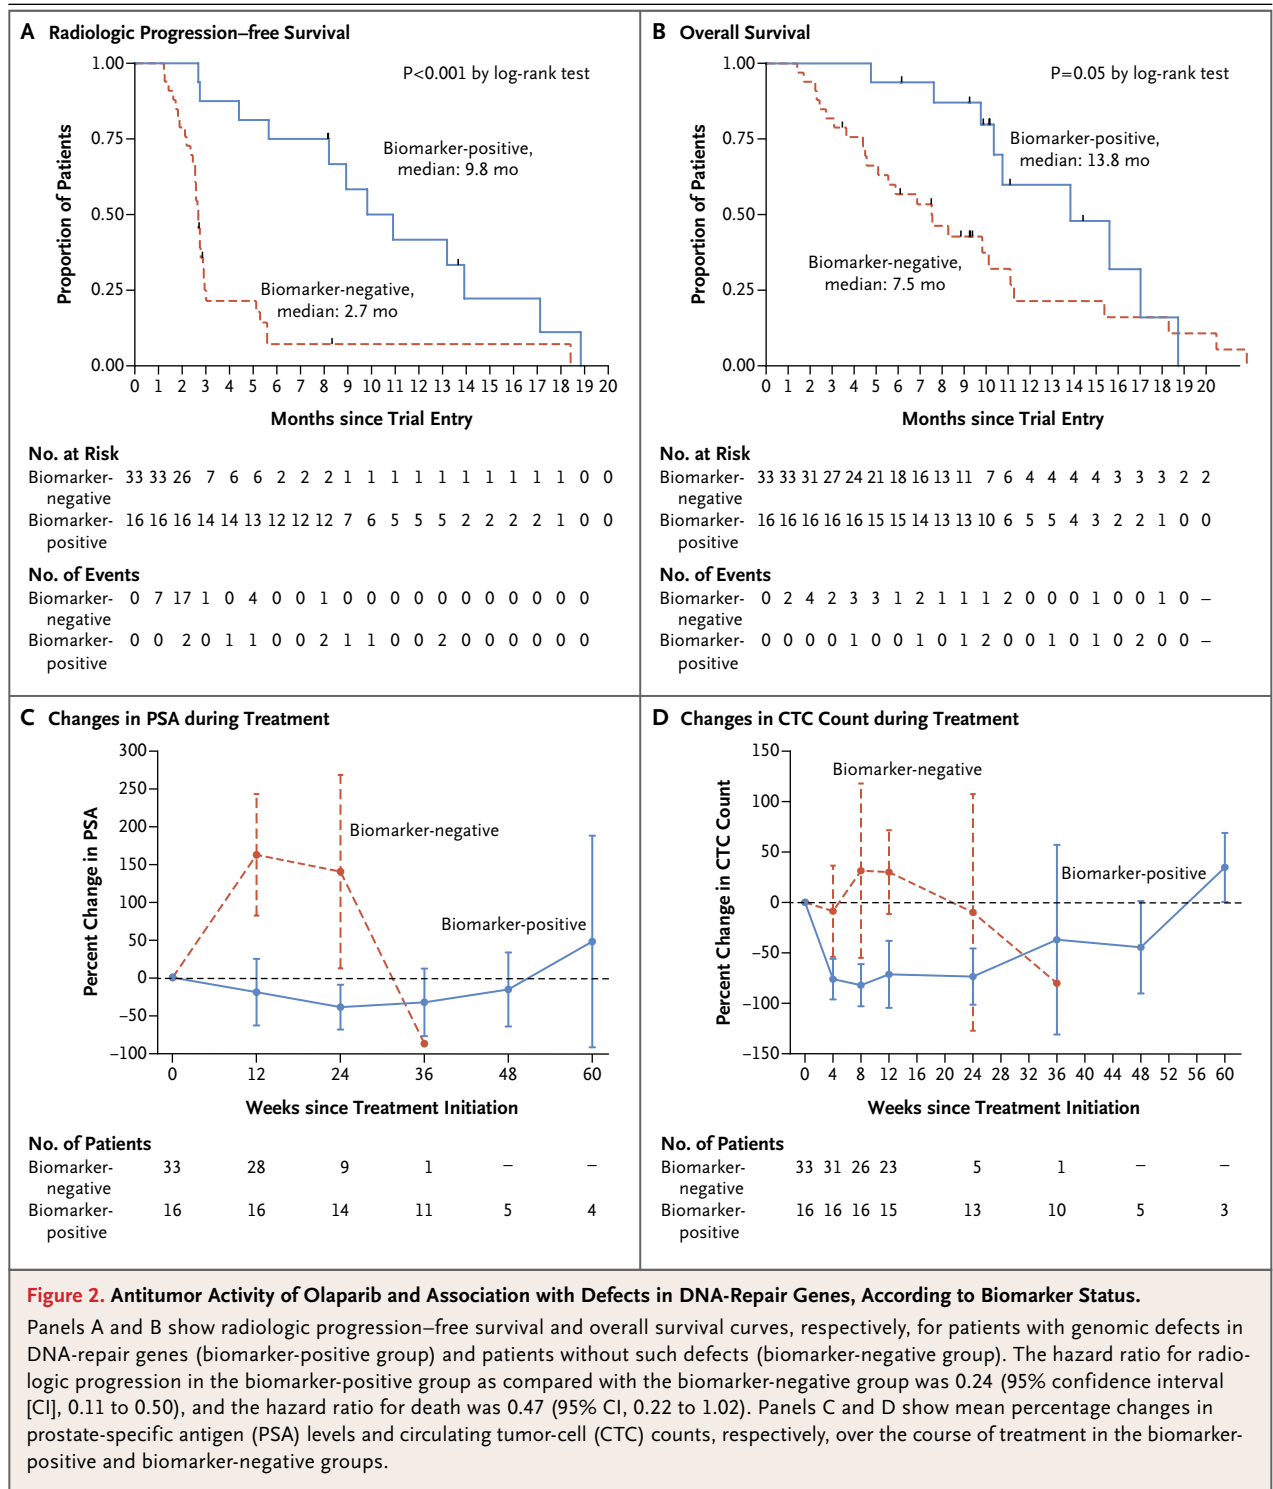 A Radiologic Progression–free Survival
P<0.001 by log-rank test
Proportion of Patients
1.00
0.75
0.50
0.25
0.00
Biomarker-positive,
median: 9.8 mo
Biomarker-negative,
median: 2.7 mo
0 1 2 3 4 5 6 7 8 9 10 11 12 13 14 15 16 17 18 19 20
Months since Trial Entry
No. at Risk
Biomarker- 33 33 26 7 6 6 2 2 2 1 1 1 1 1 1 1 1 1 1 0 0
negative
Biomarker- 16 16 16 14 14 13 12 12 12 7 6 5 5 5 2 2 2 2 1 0 0
positive
No. of Events
Biomarker- 0 7 17 1 0 4 0 0 1 0 0 0 0 0 0 0 0 0 0 0
negative
Biomarker- 0 0 2 0 1 1 0 0 2 1 1 0 0 2 0 0 0 0 0 0
positive
B Overall Survival
P=0.05 by log-rank test
Proportion of Patients
1.00
0.75
0.50
0.25
0.00
Biomarker-positive,
median: 13.8 mo
Biomarker-negative,
median: 7.5 mo
0 1 2 3 4 5 6 7 8 9 10 11 12 13 14 15 16 17 18 19 20
Months since Trial Entry
No. at Risk
Biomarker- 33 33 31 27 24 21 18 16 13 11 7 6 4 4 4 4 3 3 3 2 2
negative
Biomarker- 16 16 16 16 16 15 15 14 13 13 10 6 5 5 4 3 2 2 1 0 0
positive
No. of Events
Biomarker- 0 2 4 2 3 3 1 2 1 1 1 2 0 0 0 1 0 0 1 0 –
negative
Biomarker- 0 0 0 0 1 0 0 1 0 1 2 0 0 1 0 1 0 2 0 0 –
positive
C Changes in PSA during Treatment
Percent Change in PSA
300
250
200
150
100
50
0
–50
–100
Biomarker-negative
Biomarker-positive
0 12 24 36 48 60
Weeks since Treatment Initiation
No. of Patients
Biomarker- 33 28 9 1 – –
negative
Biomarker- 16 16 14 11 5 4
positive
D Changes in CTC Count during Treatment
Percent Change in CTC Count
150
100
50
0
–50
–100
–150
Biomarker-negative
Biomarker-positive
0 4 8 12 16 20 24 28 32 36 40 44 48 52 56 60
Weeks since Treatment Initiation
No. of Patients
Biomarker- 33 31 26 23 5 1 – –
negative
Biomarker- 16 16 16 15 13 10 5 3
positive
Figure 2. Antitumor Activity of Olaparib and Association with Defects in DNA-Repair Genes, According to Biomarker Status.
Panels A and B show radiologic progression–free survival and overall survival curves, respectively, for patients with genomic defects in
DNA-repair genes (biomarker-positive group) and patients without such defects (biomarker-negative group). The hazard ratio for radio-
logic progression in the biomarker-positive group as compared with the biomarker-negative group was 0.24 (95% confidence interval
[CI], 0.11 to 0.50), and the hazard ratio for death was 0.47 (95% CI, 0.22 to 1.02). Panels C and D show mean percentage changes in
prostate-specific antigen (PSA) levels and circulating tumor-cell (CTC) counts, respectively, over the course of treatment in the biomarker-
positive and biomarker-negative groups.